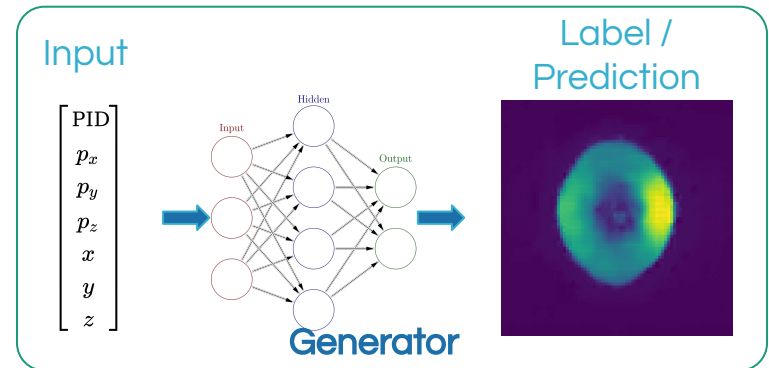 Input
Label /
Prediction
PID
p_x
p_y
p_z
x
y
z
Input
Hidden
Output
Generator